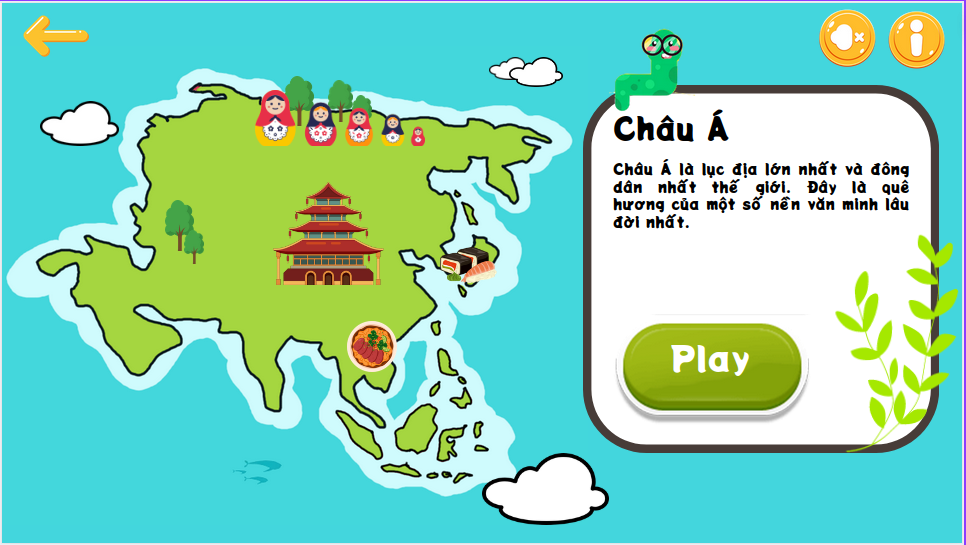 Châu Á
Châu Á là lục địa lớn nhất và đông
dân nhất thế giới. Đây là quê
hương của một số nền văn minh lâu
đời nhất.
Play